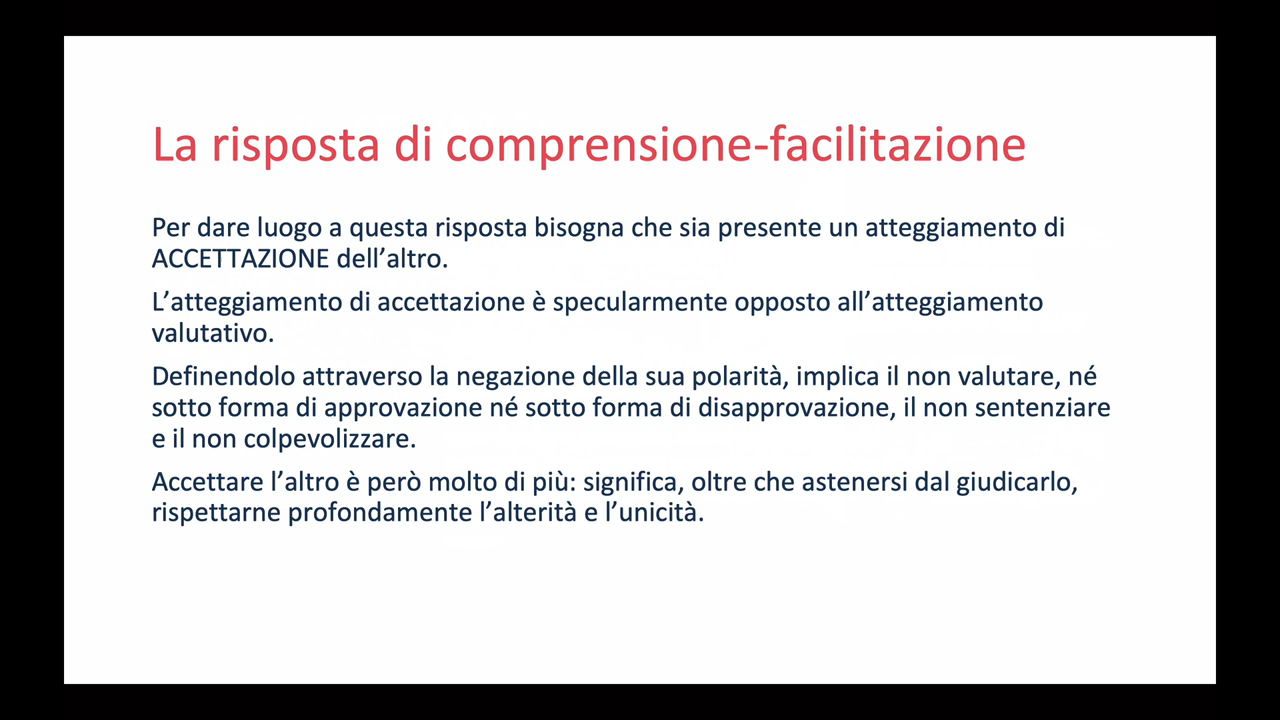 La risposta di comprensione-facilitazione
Per dare luogo a questa risposta bisogna che sia presente un atteggiamento di
ACCETTAZIONE dell’altro.
L’atteggiamento di accettazione è specularmente opposto all’atteggiamento
valutativo.
Definendolo attraverso la negazione della sua polarità, implica il non valutare, né
sotto forma di approvazione né sotto forma di disapprovazione, il non sentenziare
e il non colpevolizzare.
Accettare l’altro è però molto di più: significa, oltre che astenersi dal giudicarlo,
rispettarne profondamente l’alterità e l’unicità.